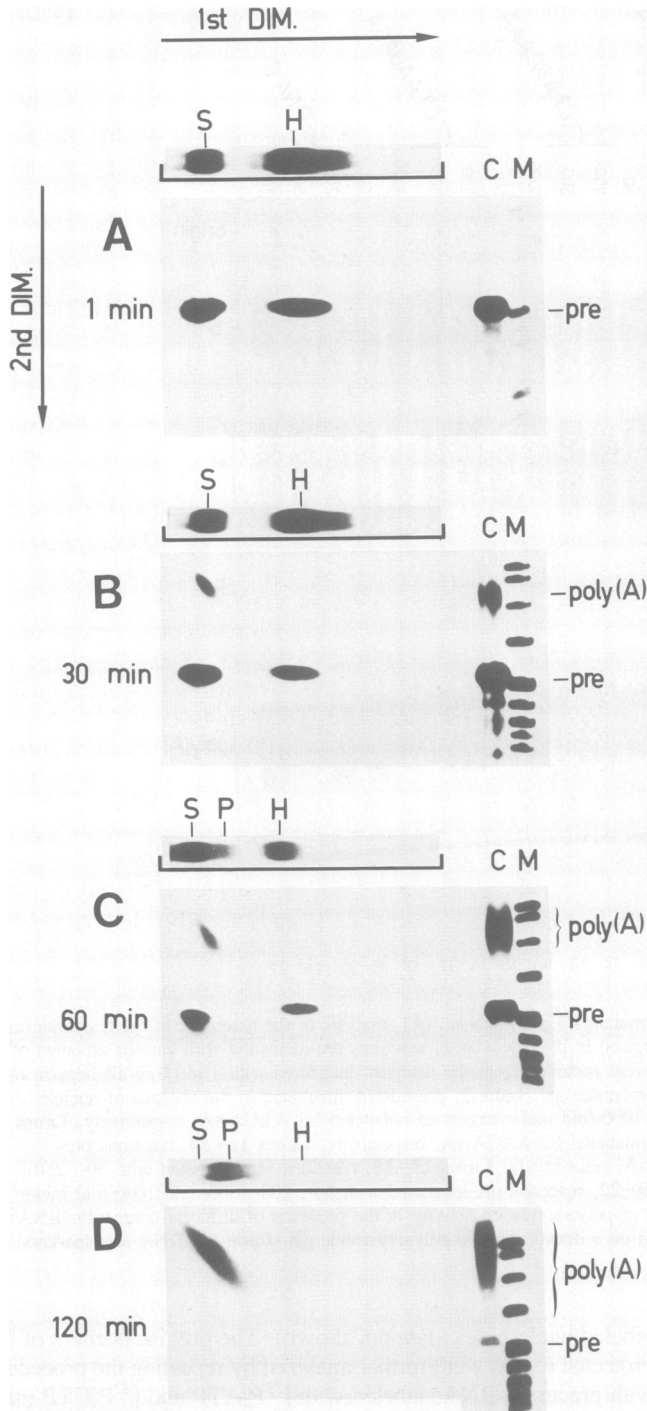 1st DIM.
S H
C M
2nd DIM.
A
1 min
pre
S H
C M
B
poly(A)
30 min
pre
S P H
C M
C
poly(A)
60 min
pre
S P H
C M
D
poly(A)
120 min
pre